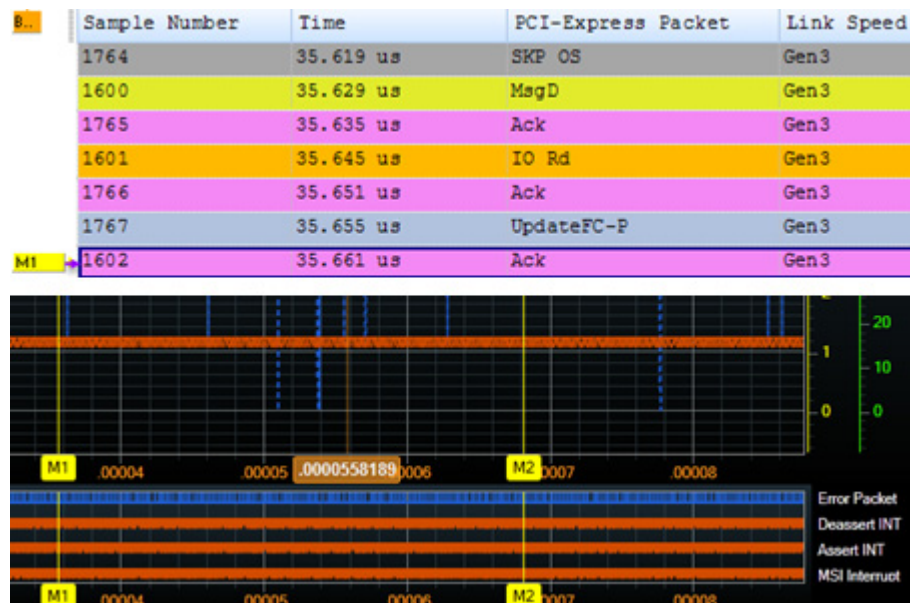 B.. Sample Number Time PCI-Express Packet Link Speed
1764 35.619 us SKP OS Gen3
1600 35.629 us MsgD Gen3
1765 35.635 us Ack Gen3
1601 35.645 us IO Rd Gen3
1766 35.651 us Ack Gen3
1767 35.655 us UpdateFC-P Gen3
M1 1602 35.661 us Ack Gen3
20
1
10
0 0
M1 .00004 .00005 .0000558189 0006 M2 0007 .00008
Error Packet
Deassert INT
Assert INT
MSI Interrupt
M1 .00004 .00005 .00006 M2 0007 .00008